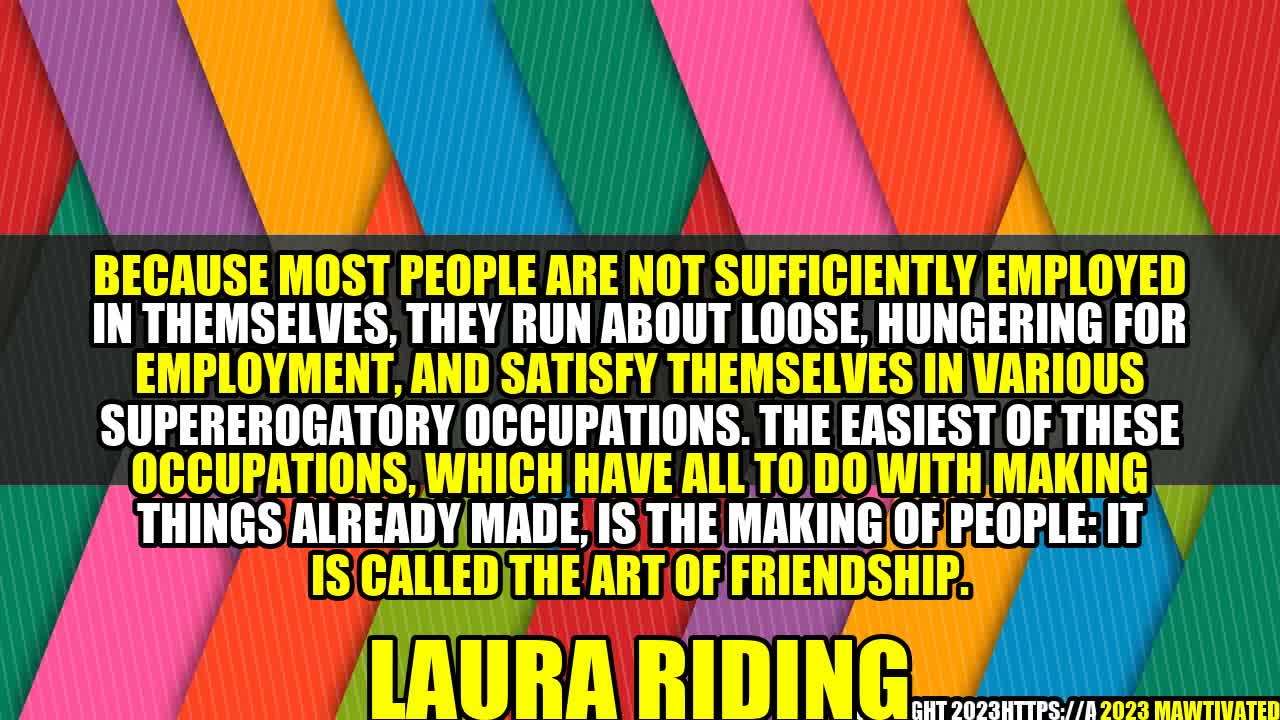 BECAUSE MOST PEOPLE ARE NOT SUFFICIENTLY EMPLOYED
IN THEMSELVES, THEY RUN ABOUT LOOSE, HUNGERING FOR
EMPLOYMENT, AND SATISFY THEMSELVES IN VARIOUS
SUPEREROGATORY OCCUPATIONS. THE EASIEST OF THESE
OCCUPATIONS, WHICH HAVE ALL TO DO WITH MAKING
THINGS ALREADY MADE, IS THE MAKING OF PEOPLE: IT
IS CALLED THE ART OF FRIENDSHIP.
LAURA RIDING
GHT 2023HTTPS://A 2023 MAWTIVATED